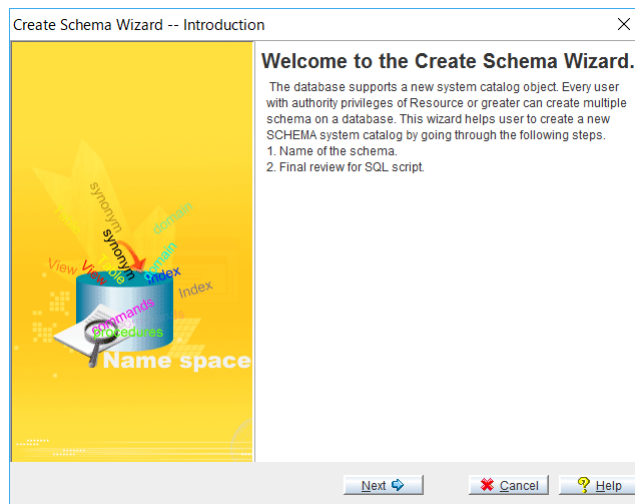 Create Schema Wizard -- Introduction
Welcome to the Create Schema Wizard.
The database supports a new system catalog object. Every user
with authority privileges of Resource or greater can create multiple
schema on a database. This wizard helps user to create a new
SCHEMA system catalog by going through the following steps.
1. Name of the schema.
2. Final review for SQL script.
synonym
domain
Table
synonym
View
View
Table
domain
index
Index
commands
procedures
Name space
Next
Cancel
Help